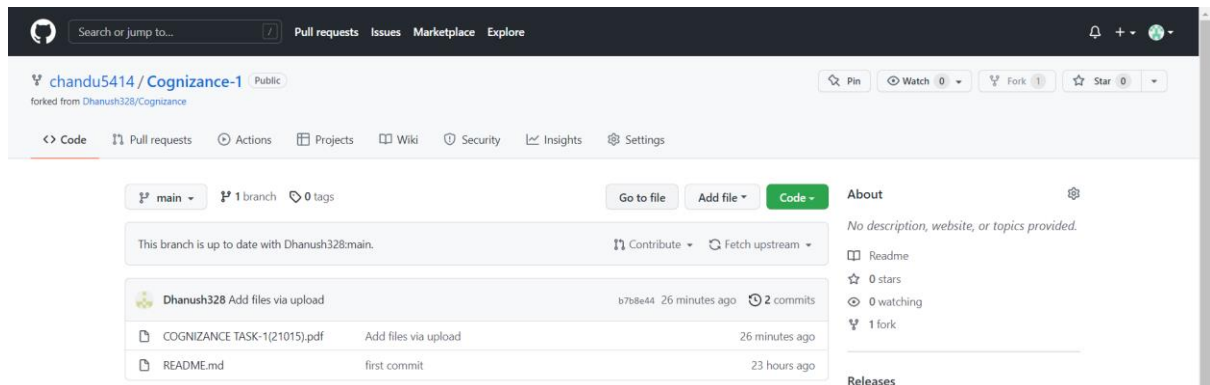 Search or jump to... / Pull requests Issues Marketplace Explore
chandu5414 / Cognizance-1 Public
Pin Watch 0 Fork 1 Star 0
forked from Dhanush328/Cognizance
<> Code Pull requests Actions Projects Wiki Security Insights Settings
main 1 branch 0 tags Go to file Add file Code
About
No description, website, or topics provided.
This branch is up to date with Dhanush328:main. Contribute Fetch upstream
Readme
0 stars
0 watching
1 fork
Dhanush328 Add files via upload b7b8e44 26 minutes ago 2 commits
COGNIZANCE TASK-1(21015).pdf Add files via upload 26 minutes ago
README.md first commit 23 hours ago
Releases